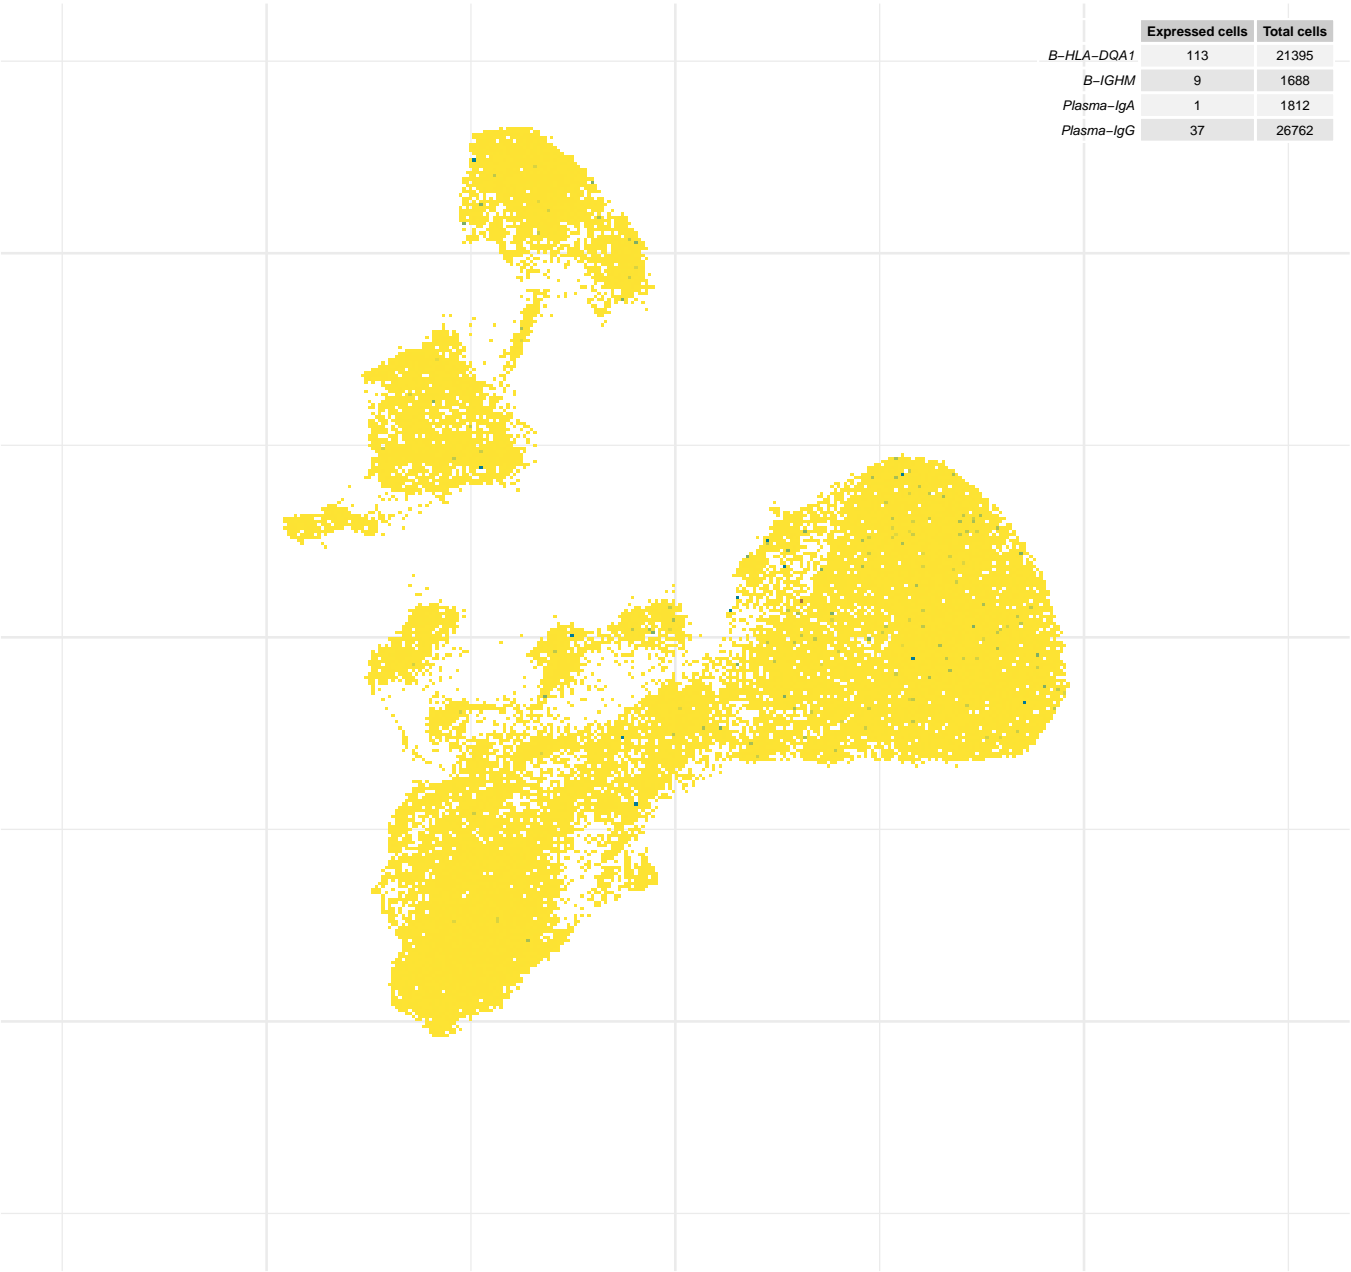 Expressed cells Total cells
B−HLA−DQA1 113 21395
B−IGHM 9 1688
Plasma−IgA 1 1812
Plasma−IgG 37 26762